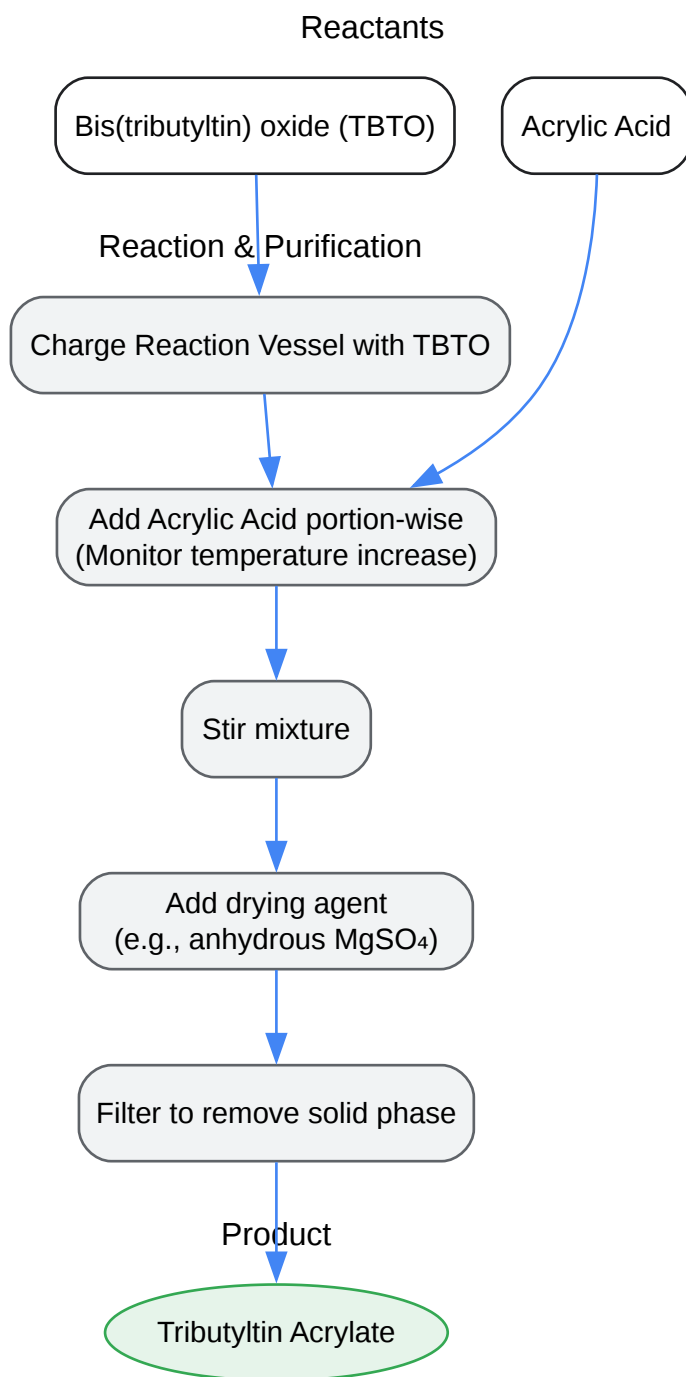 Reactants
Bis(tributyltin) oxide (TBTO)
Acrylic Acid
Reaction & Purification
Charge Reaction Vessel with TBTO
Add Acrylic Acid portion-wise
(Monitor temperature increase)
Stir mixture
Add drying agent
(e.g., anhydrous MgSO₄)
Filter to remove solid phase
Product
Tributyltin Acrylate